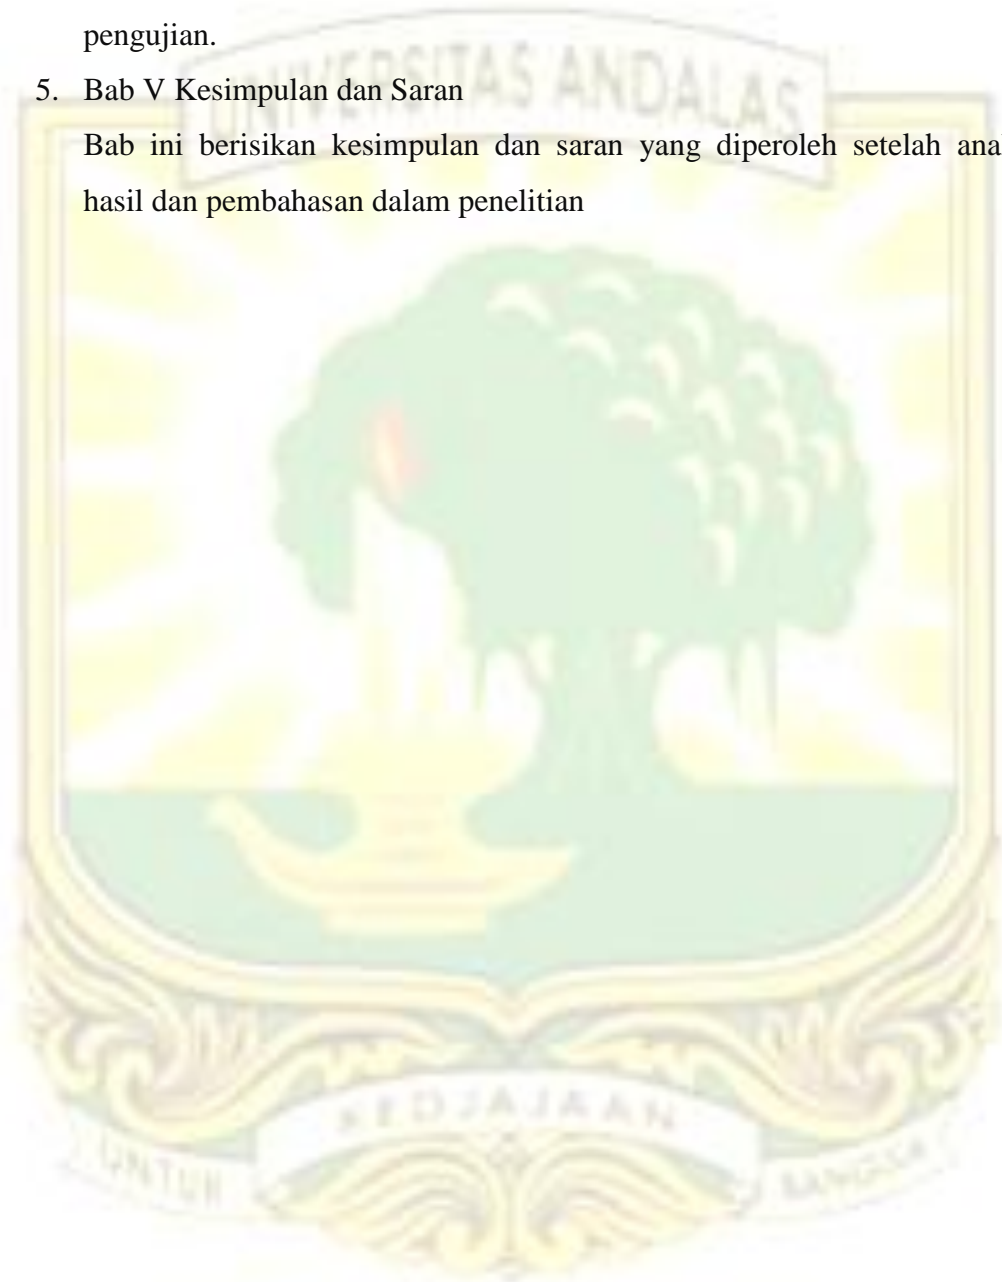 pengujian.
5. Bab V Kesimpulan dan Saran
Bab ini berisikan kesimpulan dan saran yang diperoleh setelah ana
hasil dan pembahasan dalam penelitian
UNIVERSITAS ANDALAS
KEDJAJAAN
UNTUK BANGSA